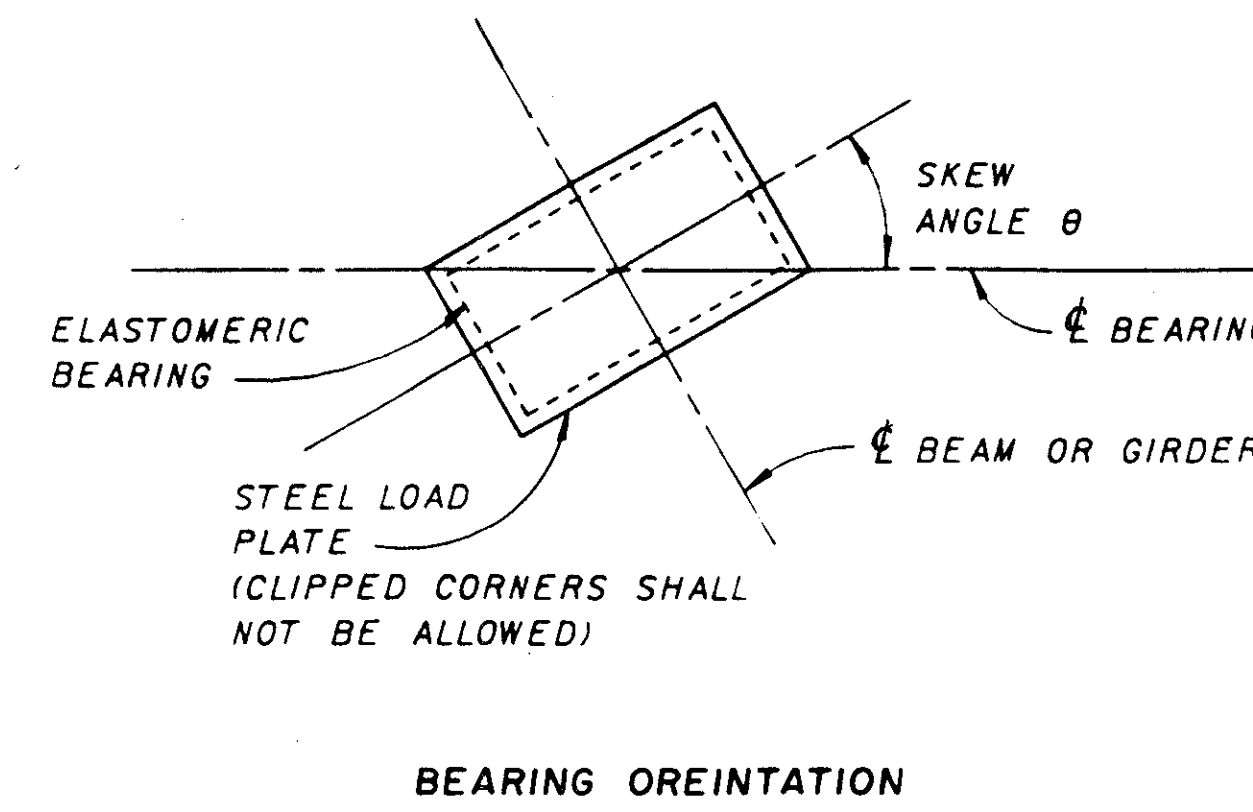 SKEW
ANGLE θ
ELASTOMERIC
BEARING
℄ BEARING
℄ BEAM OR GIRDER
STEEL LOAD
PLATE
(CLIPPED CORNERS SHALL
NOT BE ALLOWED)
BEARING OREINTATION